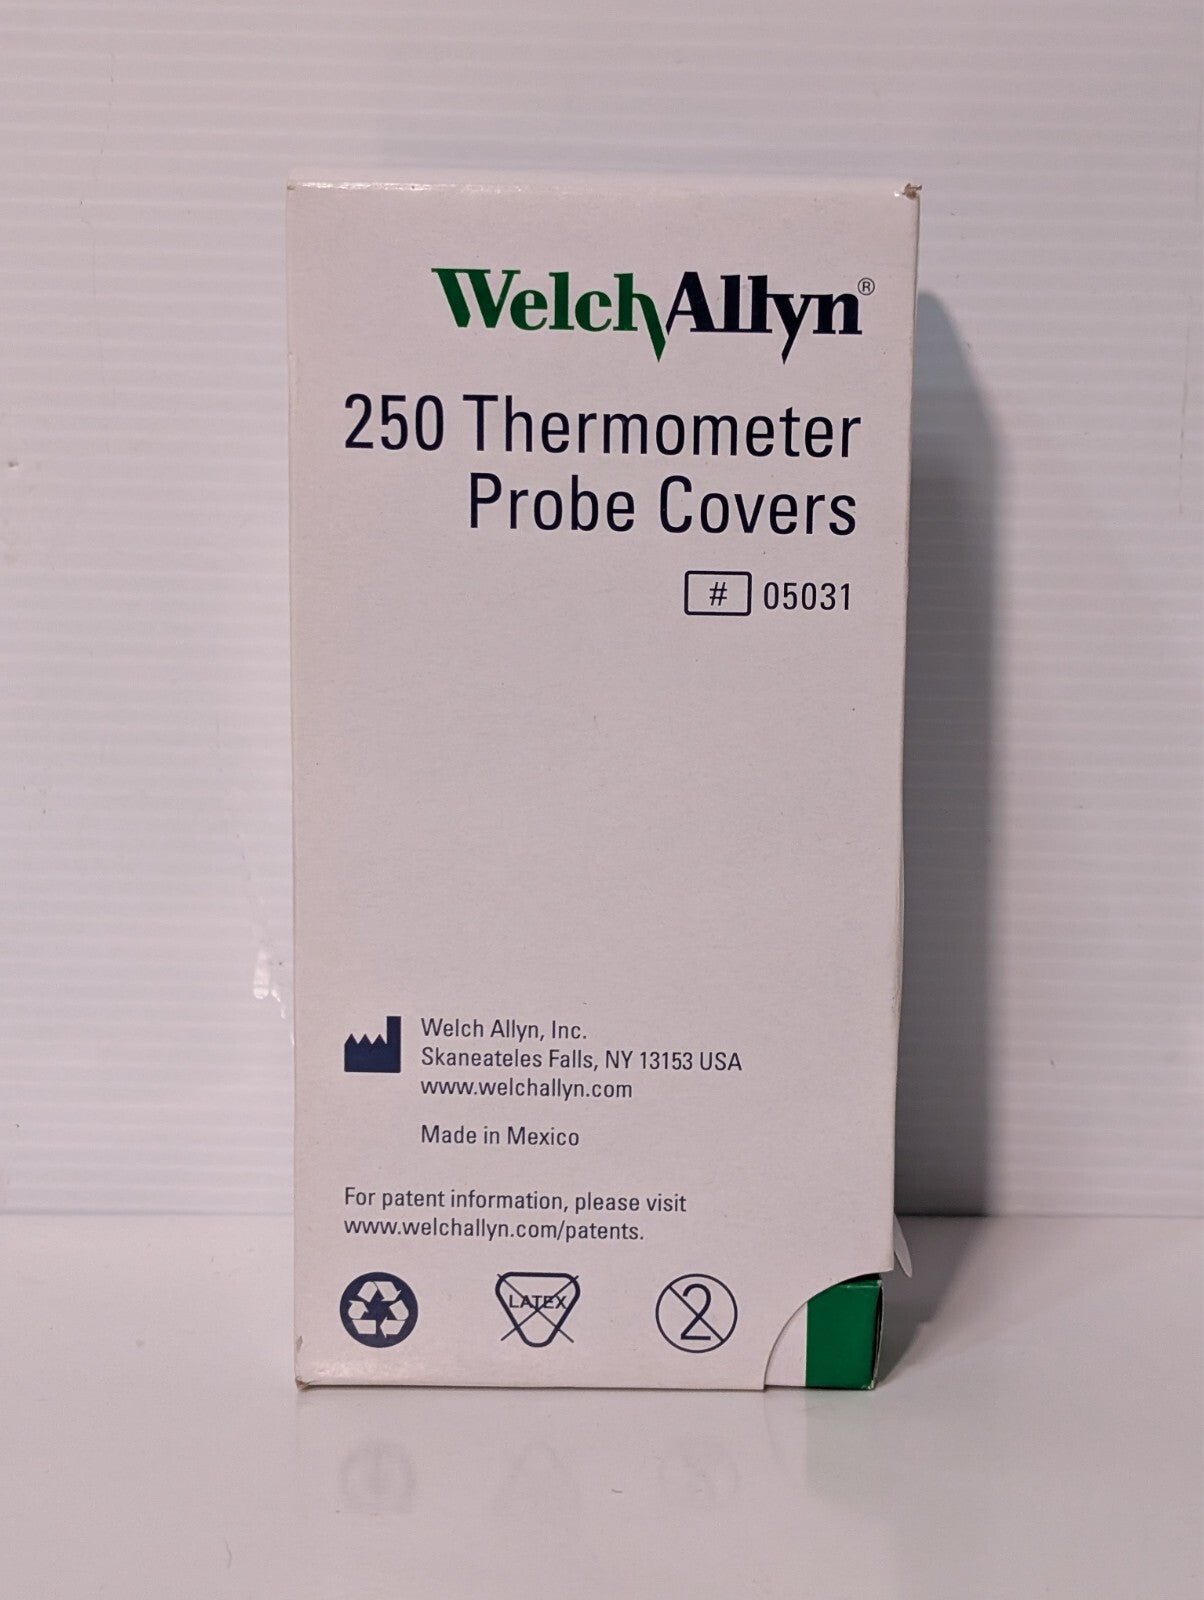 WelchAllyn®
250 Thermometer
Probe Covers
# 05031
Welch Allyn, Inc.
Skaneateles Falls, NY 13153 USA
www.welchallyn.com
Made in Mexico
For patent information, please visit
www.welchallyn.com/patents.
LATEX
2